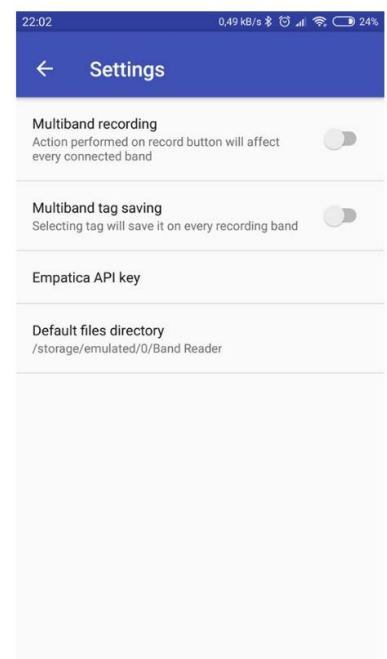 22:02 0,49 kB/s 24%
Settings
Multiband recording
Action performed on record button will affect
every connected band
Multiband tag saving
Selecting tag will save it on every recording band
Empatica API key
Default files directory
/storage/emulated/0/Band Reader